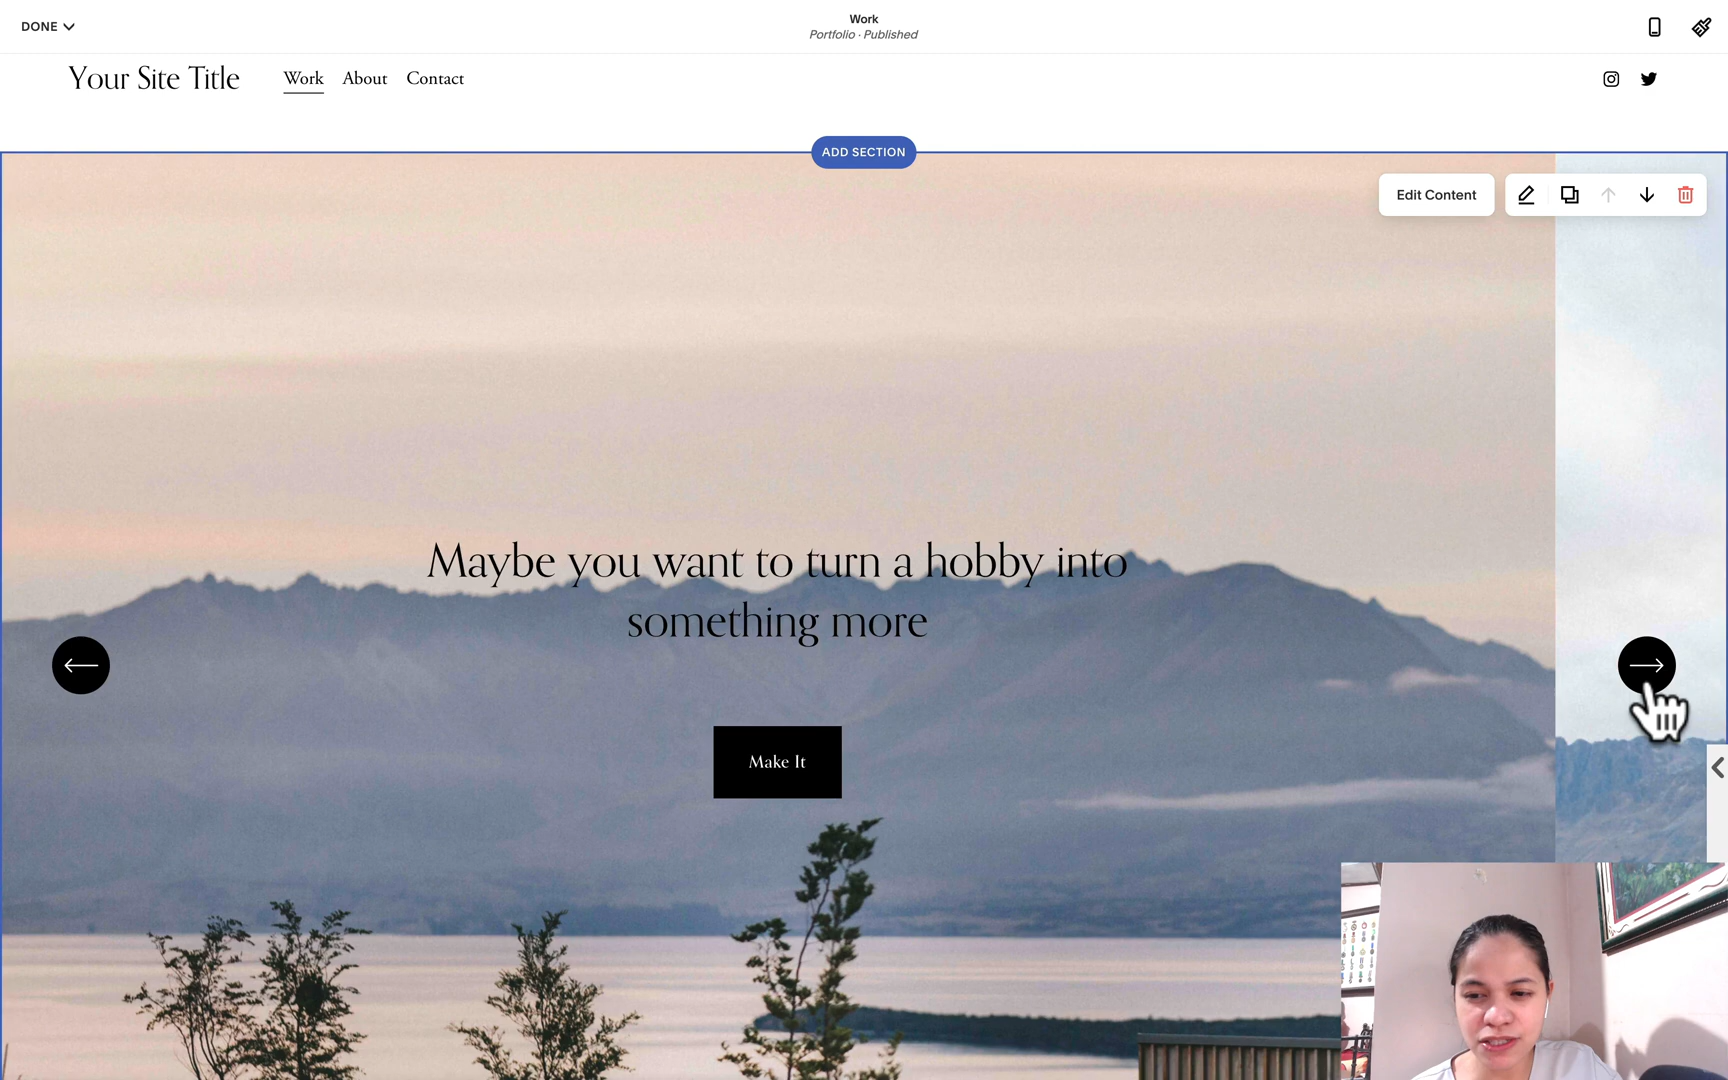 DONE
Work
Portfolio · Published
Your Site Title
Work
About
Contact
ADD SECTION
Edit Content
Maybe you want to turn a hobby into
something more
Make It